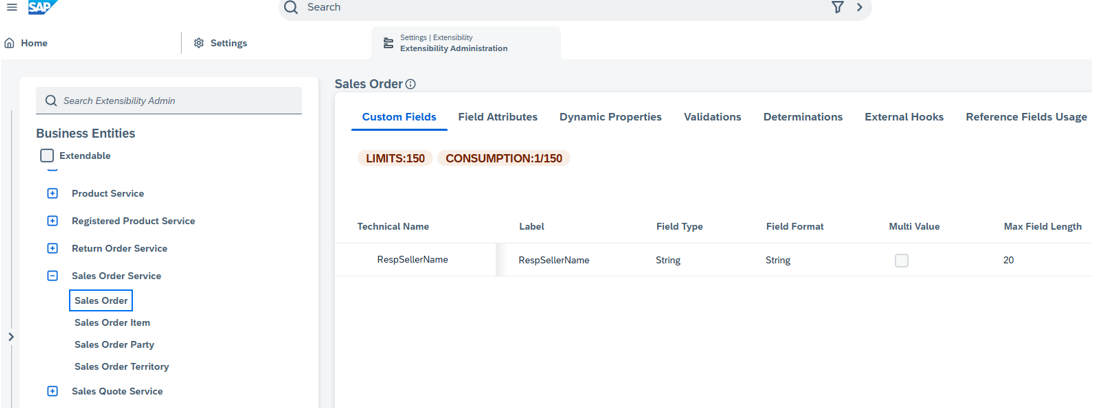 SAP
Search
Home
Settings
Settings | Extensibility
Extensibility Administration
Search Extensibility Admin
Business Entities
Extendable
Product Service
Registered Product Service
Return Order Service
Sales Order Service
Sales Order
Sales Order Item
Sales Order Party
Sales Order Territory
Sales Quote Service
Sales Order
Custom Fields Field Attributes Dynamic Properties Validations Determinations External Hooks Reference Fields Usage
LIMITS:150 CONSUMPTION:1/150
Technical Name Label Field Type Field Format Multi Value Max Field Length
RespSellerName RespSellerName String String 20